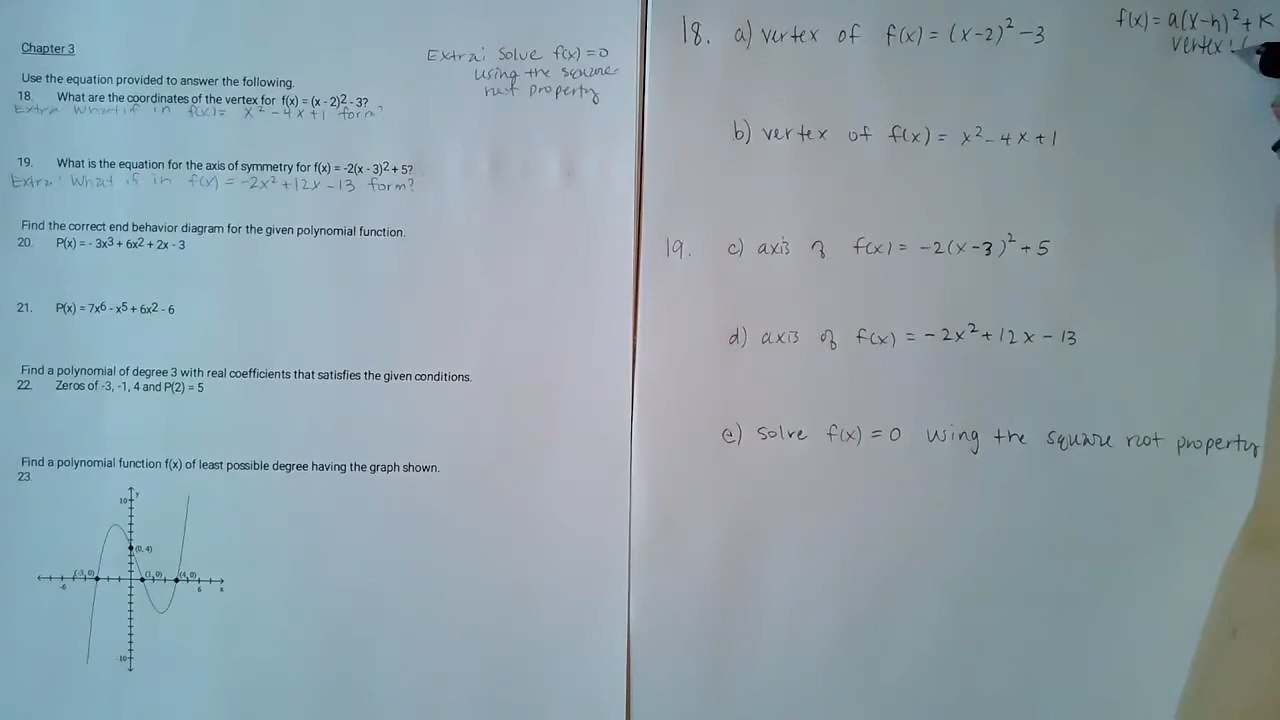 Chapter 3
Extra: Solve f(x)=0
using the square
root property
Use the equation provided to answer the following.
18. What are the coordinates of the vertex for f(x) = (x - 2)2 - 3?
Extra What if in f(x) = x² - 4x + 1 form?
19. What is the equation for the axis of symmetry for f(x) = -2(x - 3)2 + 5?
Extra: What if in f(x) = -2x² + 12x - 13 form?
Find the correct end behavior diagram for the given polynomial function.
20. P(x) = - 3x3 + 6x2 + 2x - 3
21. P(x) = 7x6 - x5 + 6x2 - 6
Find a polynomial of degree 3 with real coefficients that satisfies the given conditions.
22. Zeros of -3, -1, 4 and P(2) = 5
Find a polynomial function f(x) of least possible degree having the graph shown.
23.
10
y
(0, 4)
(-3, 0)
(1, 0)
(4, 0)
-6
6
x
-10
18. a) vertex of f(x) = (x-2)² - 3
f(x) = a(x-h)² + k
vertex: (
b) vertex of f(x) = x² - 4x + 1
19. c) axis of f(x) = -2(x-3)² + 5
d) axis of f(x) = -2x² + 12x - 13
e) solve f(x) = 0 using the square root property